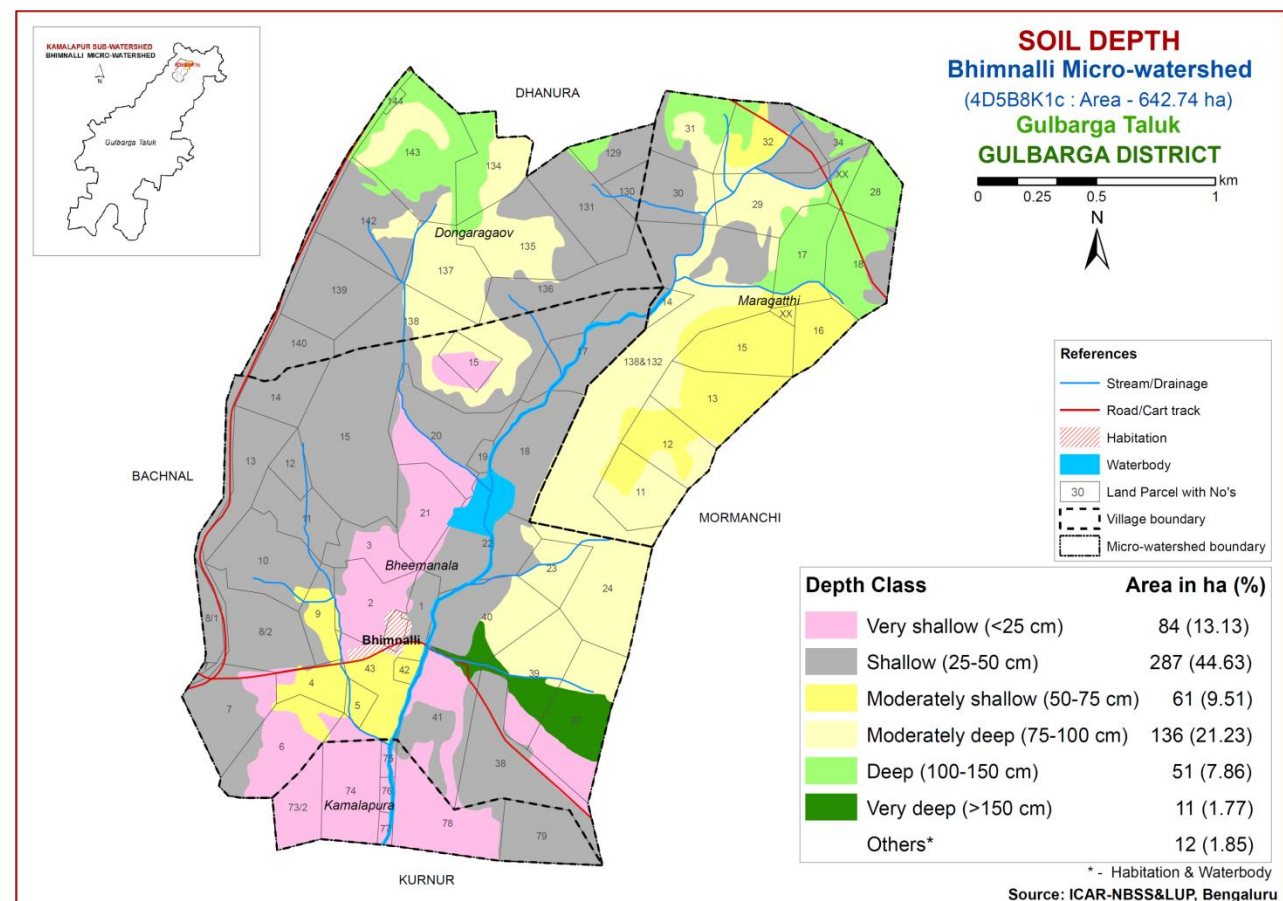 KAMALAPUR SUB-WATERSHED
BHIMNALLI MICRO-WATERSHED
N
4D5B8K1c
Gulbarga Taluk
SOIL DEPTH
Bhimnalli Micro-watershed
(4D5B8K1c : Area - 642.74 ha)
Gulbarga Taluk
GULBARGA DISTRICT
km
0 0.25 0.5 1
N
DHANURA
144
31
32
34
143
134
129
XX
130
30
28
131
29
142
Dongaragaov
135
17
18
137
136
139
14
Maragatthi
XX
138
16
140
17
15
15
138&132
14
13
15
20
12
13
12
19
18
BACHNAL
11
21
11
MORMANCHI
3
22
10
Bheemanala
23
24
2
1
9
40
8/1
8/2
Bhimnalli
43
42
39
4
5
7
41
37
6
38
75
74
76
73/2
Kamalapura
77
78
79
KURNUR
References
Stream/Drainage
Road/Cart track
Habitation
Waterbody
30 Land Parcel with No's
Village boundary
Micro-watershed boundary
Depth Class Area in ha (%)
Very shallow (<25 cm) 84 (13.13)
Shallow (25-50 cm) 287 (44.63)
Moderately shallow (50-75 cm) 61 (9.51)
Moderately deep (75-100 cm) 136 (21.23)
Deep (100-150 cm) 51 (7.86)
Very deep (>150 cm) 11 (1.77)
Others* 12 (1.85)
* - Habitation & Waterbody
Source: ICAR-NBSS&LUP, Bengaluru